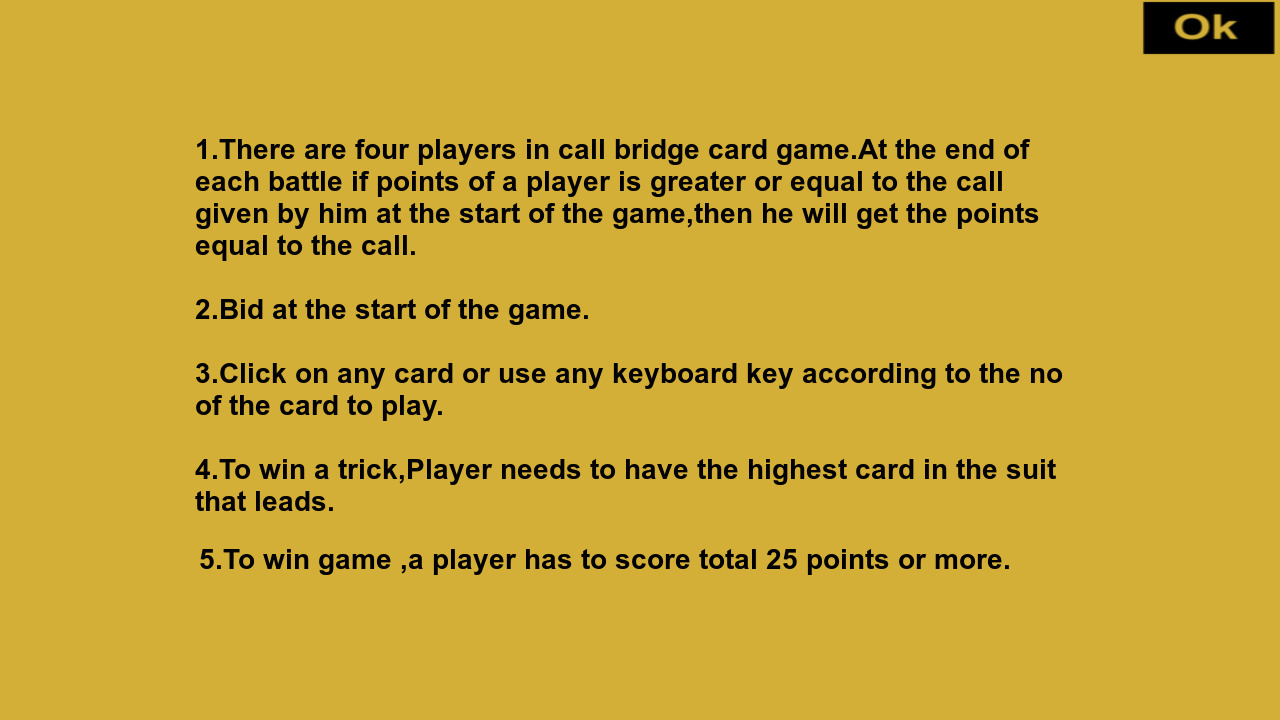 Ok
1.There are four players in call bridge card game.At the end of
each battle if points of a player is greater or equal to the call
given by him at the start of the game,then he will get the points
equal to the call.
2.Bid at the start of the game.
3.Click on any card or use any keyboard key according to the no
of the card to play.
4.To win a trick,Player needs to have the highest card in the suit
that leads.
5.To win game ,a player has to score total 25 points or more.